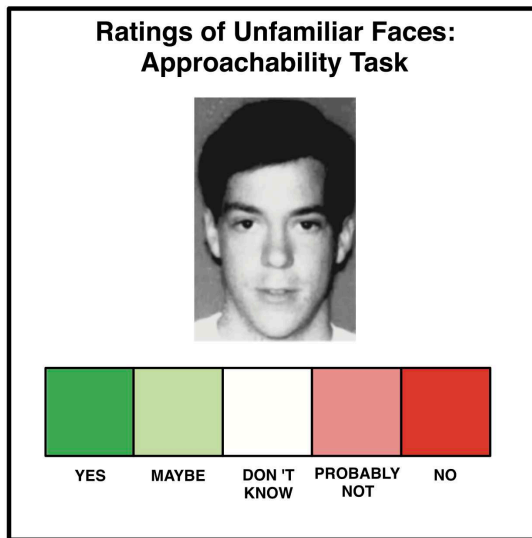 Ratings of Unfamiliar Faces:
Approachability Task
YES
MAYBE
DON 'T
KNOW
PROBABLY
NOT
NO